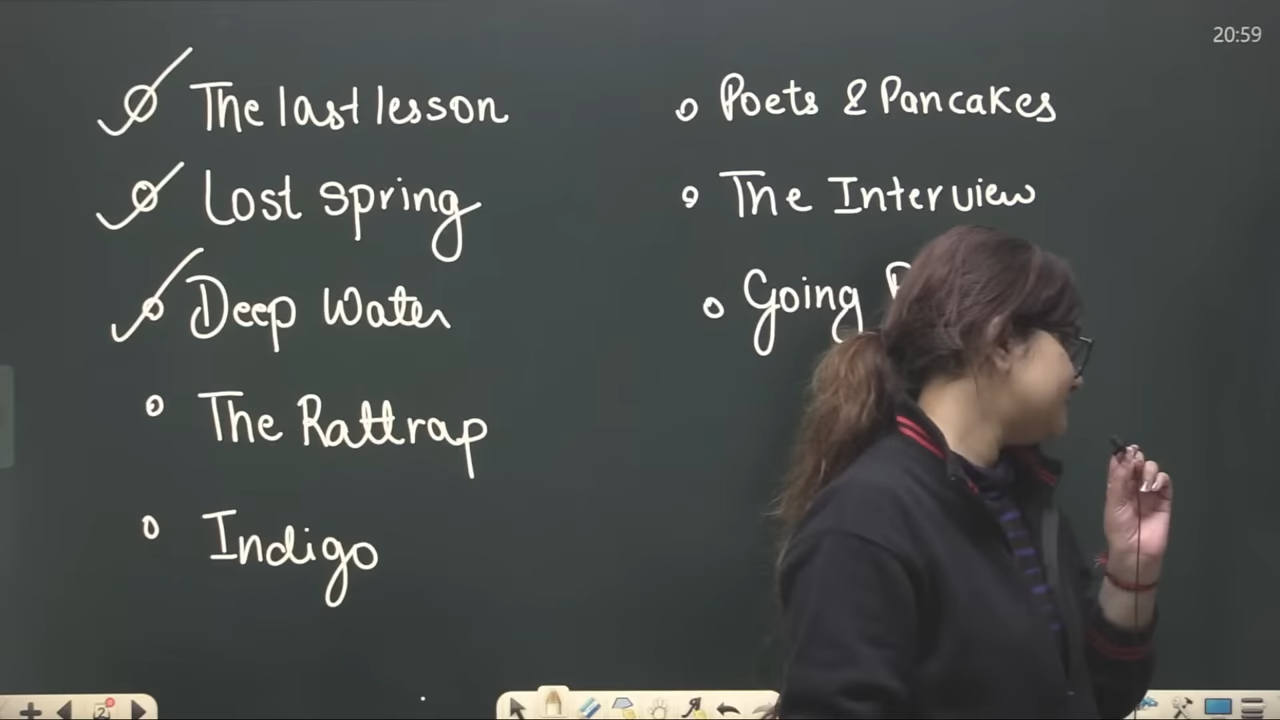 20:59
The last lesson
Lost spring
Deep Water
The Rattrap
Indigo
Poets & Pancakes
The Interview
Going